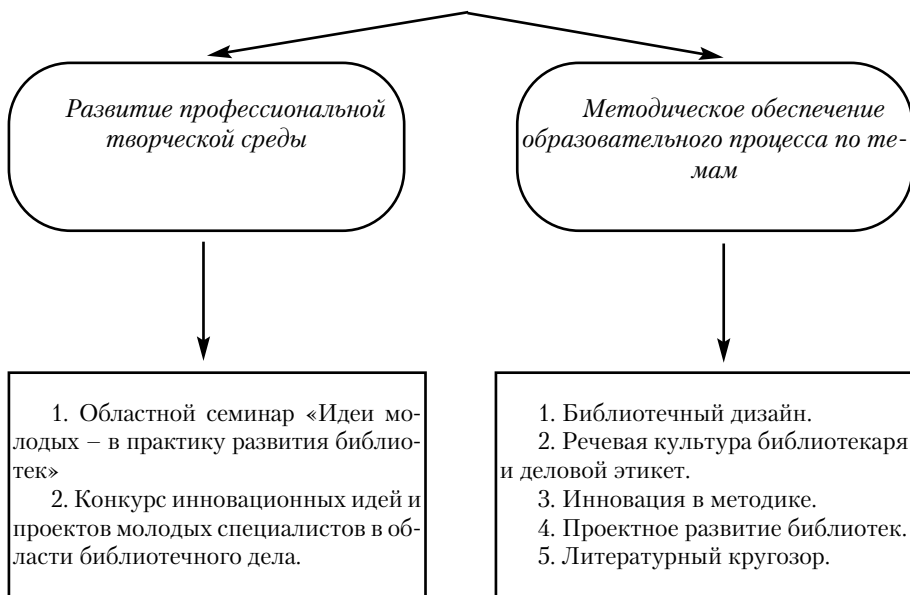 Развитие профессиональной
творческой среды
Методическое обеспечение
образовательного процесса по те-
мам
1. Областной семинар «Идеи мо-
лодых – в практику развития библио-
тек»
2. Конкурс инновационных идей и
проектов молодых специалистов в об-
ласти библиотечного дела.
1. Библиотечный дизайн.
2. Речевая культура библиотекаря
и деловой этикет.
3. Инновация в методике.
4. Проектное развитие библиотек.
5. Литературный кругозор.